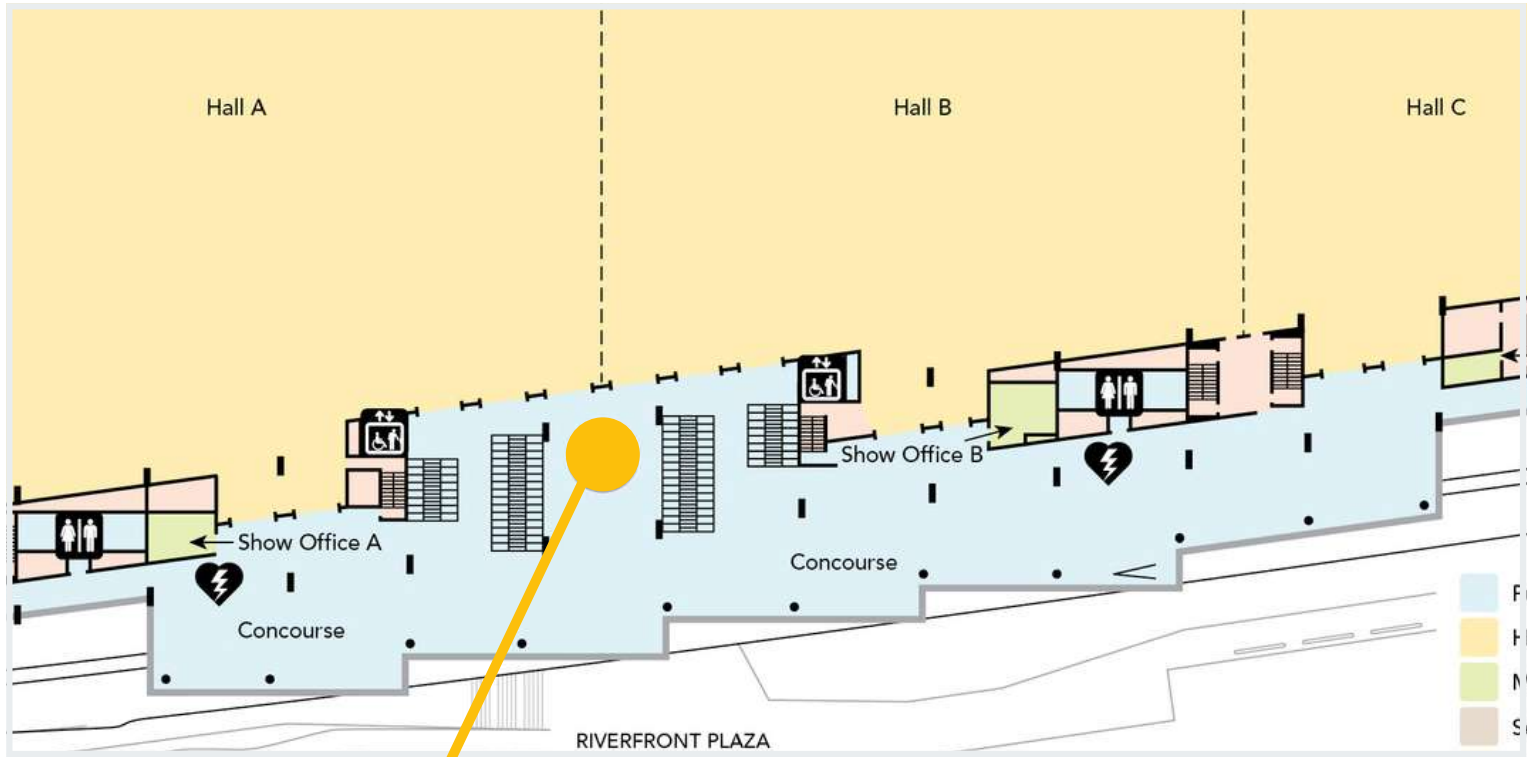 Hall A
Hall B
Hall C
Show Office B
Show Office A
Concourse
Concourse
RIVERFRONT PLAZA